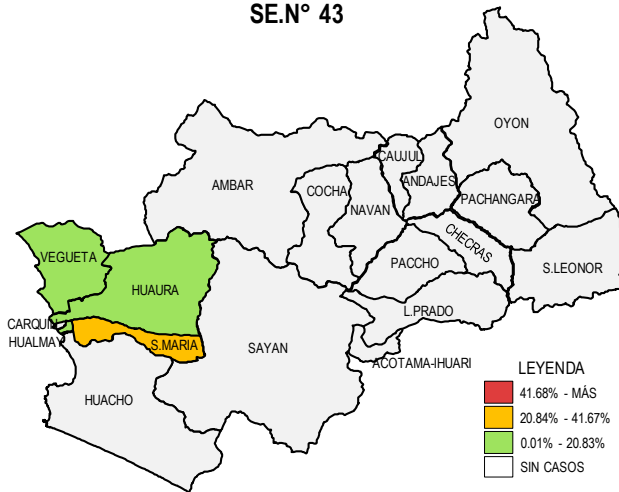 SE.N° 43
OYON
CAUJUL
ANDAJES
AMBAR
COCHA
NAVAN
PACHANGARA
CHECRAS
VEGUETA
HUAURA
PACCHO
S.LEONOR
L.PRADO
CARQUIN
HUALMAY
S.MARIA
SAYAN
ACOTAMA-IHUARI
HUACHO
LEYENDA
41.68% - MÁS
20.84% - 41.67%
0.01% - 20.83%
SIN CASOS